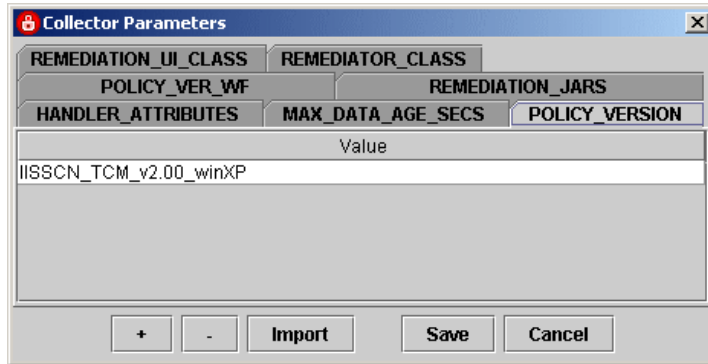 Collector Parameters
REMEDIATION_UI_CLASS REMEDIATOR_CLASS
POLICY_VER_WF REMEDIATION_JARS
HANDLER_ATTRIBUTES MAX_DATA_AGE_SECS POLICY_VERSION
Value
IISSCN_TCM_v2.00_winXP
+ - Import Save Cancel